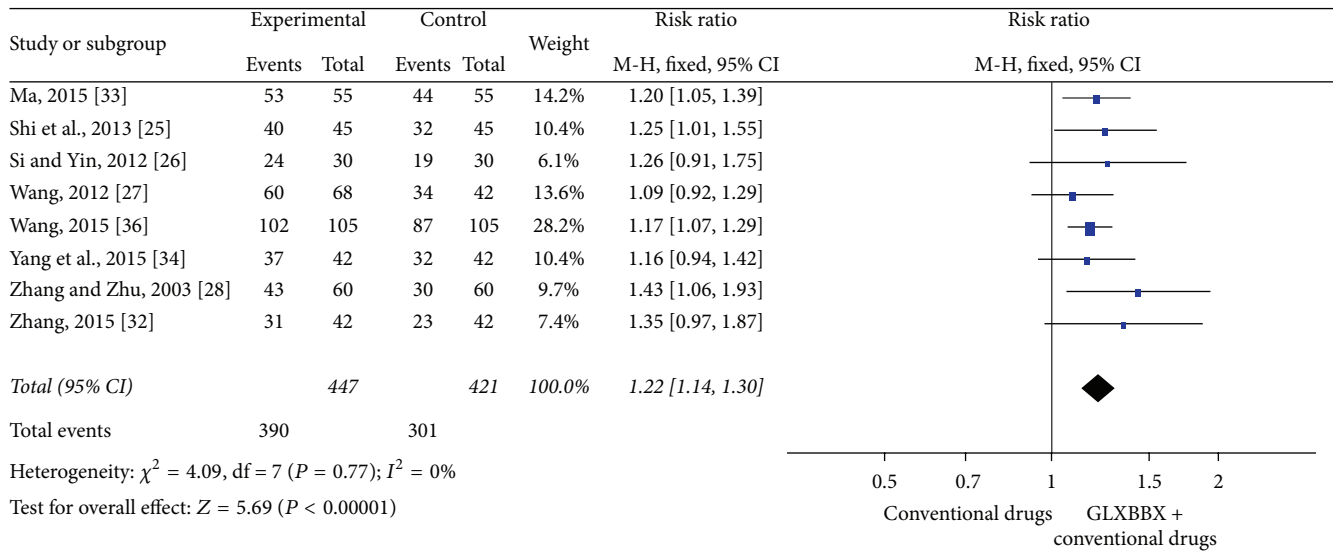 Experimental Control Risk ratio Risk ratio
Study or subgroup Weight
Events Total Events Total M-H, fixed, 95% CI M-H, fixed, 95% CI
Ma, 2015 [33] 53 55 44 55 14.2% 1.20 [1.05, 1.39]
Shi et al., 2013 [25] 40 45 32 45 10.4% 1.25 [1.01, 1.55]
Si and Yin, 2012 [26] 24 30 19 30 6.1% 1.26 [0.91, 1.75]
Wang, 2012 [27] 60 68 34 42 13.6% 1.09 [0.92, 1.29]
Wang, 2015 [36] 102 105 87 105 28.2% 1.17 [1.07, 1.29]
Yang et al., 2015 [34] 37 42 32 42 10.4% 1.16 [0.94, 1.42]
Zhang and Zhu, 2003 [28] 43 60 30 60 9.7% 1.43 [1.06, 1.93]
Zhang, 2015 [32] 31 42 23 42 7.4% 1.35 [0.97, 1.87]
Total (95% CI) 447 421 100.0% 1.22 [1.14, 1.30]
Total events 390 301
Heterogeneity: χ² = 4.09, df = 7 (P = 0.77); I² = 0%
Test for overall effect: Z = 5.69 (P < 0.00001)
0.5 0.7 1 1.5 2
Conventional drugs GLXBBX +
conventional drugs